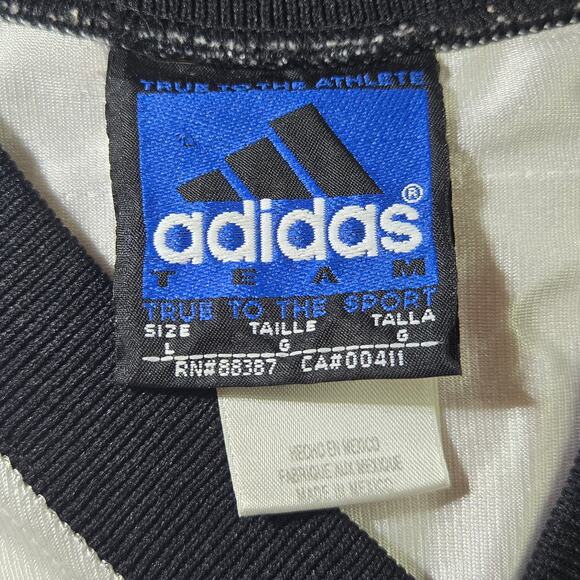 TRUE TO THE ATHLETE
adidas®
TEAM
TRUE TO THE SPORT
SIZE TAILLE TALLA
L G G
RN#88387 CA#00411
HECHO EN MEXICO
FABRIQUE AUX MEXIQUE
MADE IN MEXICO